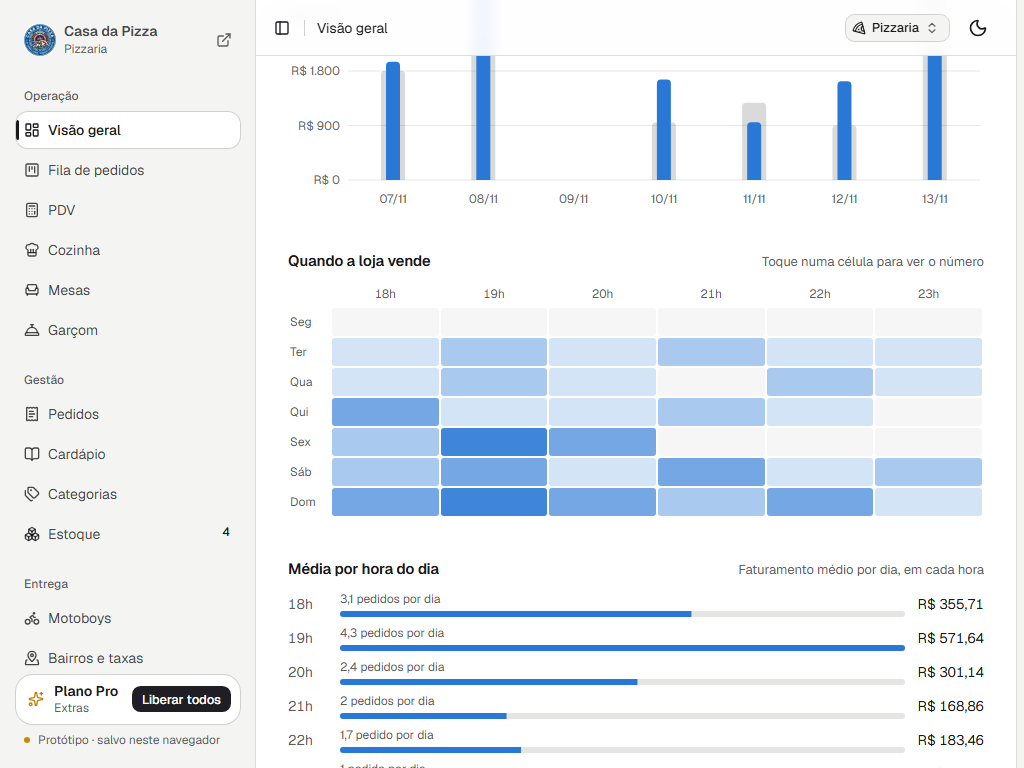 Casa da Pizza
Pizzaria
Operação
Visão geral
Fila de pedidos
PDV
Cozinha
Mesas
Garçom
Gestão
Pedidos
Cardápio
Categorias
Estoque 4
Entrega
Motoboys
Bairros e taxas
Plano Pro
Extras
Liberar todos
Protótipo · salvo neste navegador
Visão geral
Pizzaria
R$ 1.800
R$ 900
R$ 0
07/11 08/11 09/11 10/11 11/11 12/11 13/11
Quando a loja vende
Toque numa célula para ver o número
18h 19h 20h 21h 22h 23h
Seg
Ter
Qua
Qui
Sex
Sáb
Dom
Média por hora do dia
Faturamento médio por dia, em cada hora
18h 3,1 pedidos por dia R$ 355,71
19h 4,3 pedidos por dia R$ 571,64
20h 2,4 pedidos por dia R$ 301,14
21h 2 pedidos por dia R$ 168,86
22h 1,7 pedido por dia R$ 183,46
1 pedido por dia